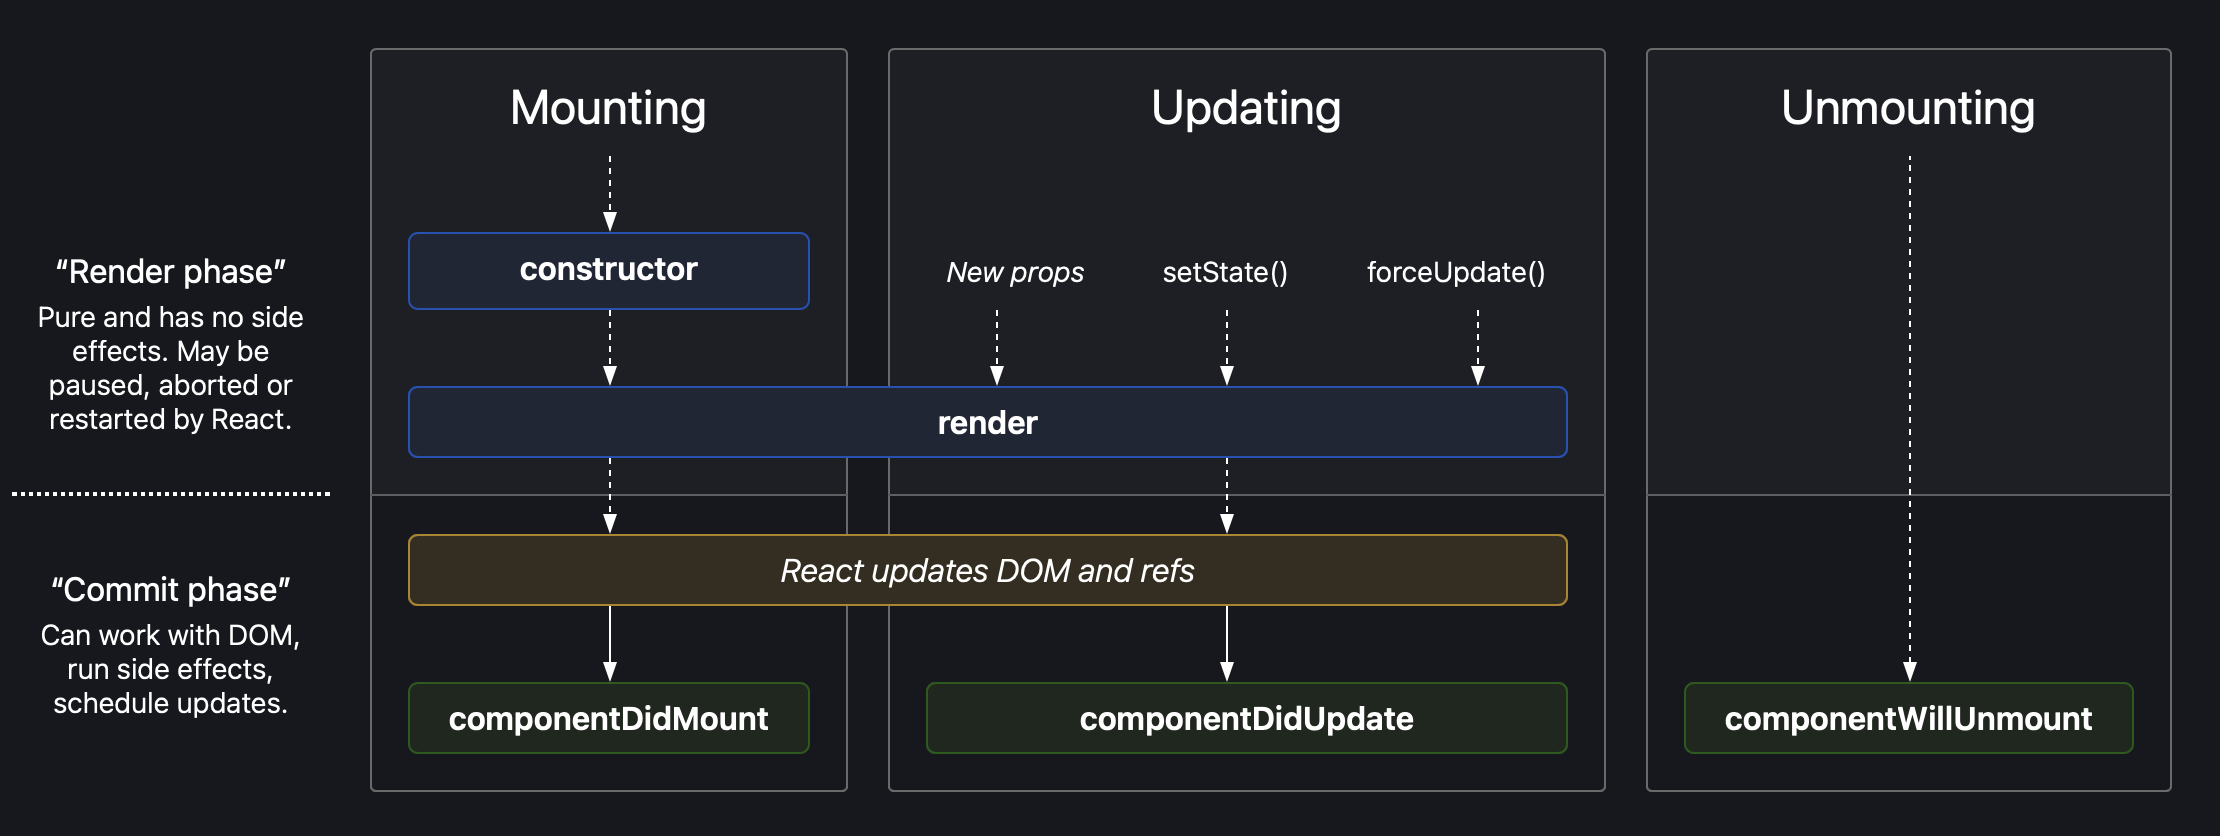 Mounting
Updating
Unmounting
“Render phase”
Pure and has no side
effects. May be
paused, aborted or
restarted by React.
constructor
New props
setState()
forceUpdate()
render
“Commit phase”
Can work with DOM,
run side effects,
schedule updates.
React updates DOM and refs
componentDidMount
componentDidUpdate
componentWillUnmount